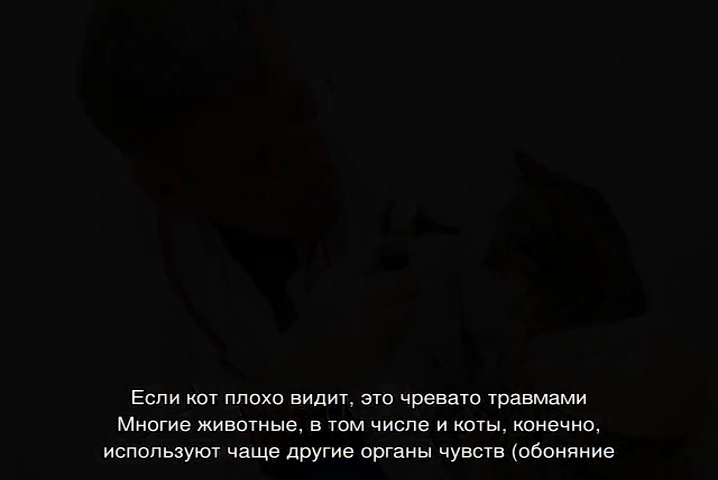 Если кот плохо видит, это чревато травмами
Многие животные, в том числе и коты, конечно,
используют чаще другие органы чувств (обоняние